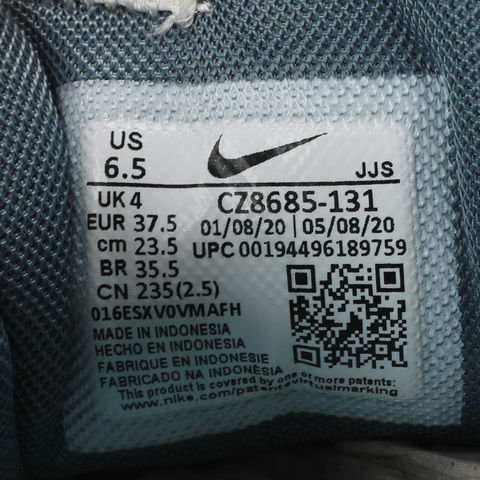 US
6.5
JJS
UK 4
CZ8685-131
EUR 37.5
01/08/20 | 05/08/20
cm 23.5
UPC 00194496189759
BR 35.5
CN 235(2.5)
016ESXV0VMAFH
MADE IN INDONESIA
HECHO EN INDONESIA
FABRIQUE EN INDONESIE
FABRICADO NA INDONÈSIA
This product is covered by one or more patents:
www.nike.com/patentsvirtualmarking